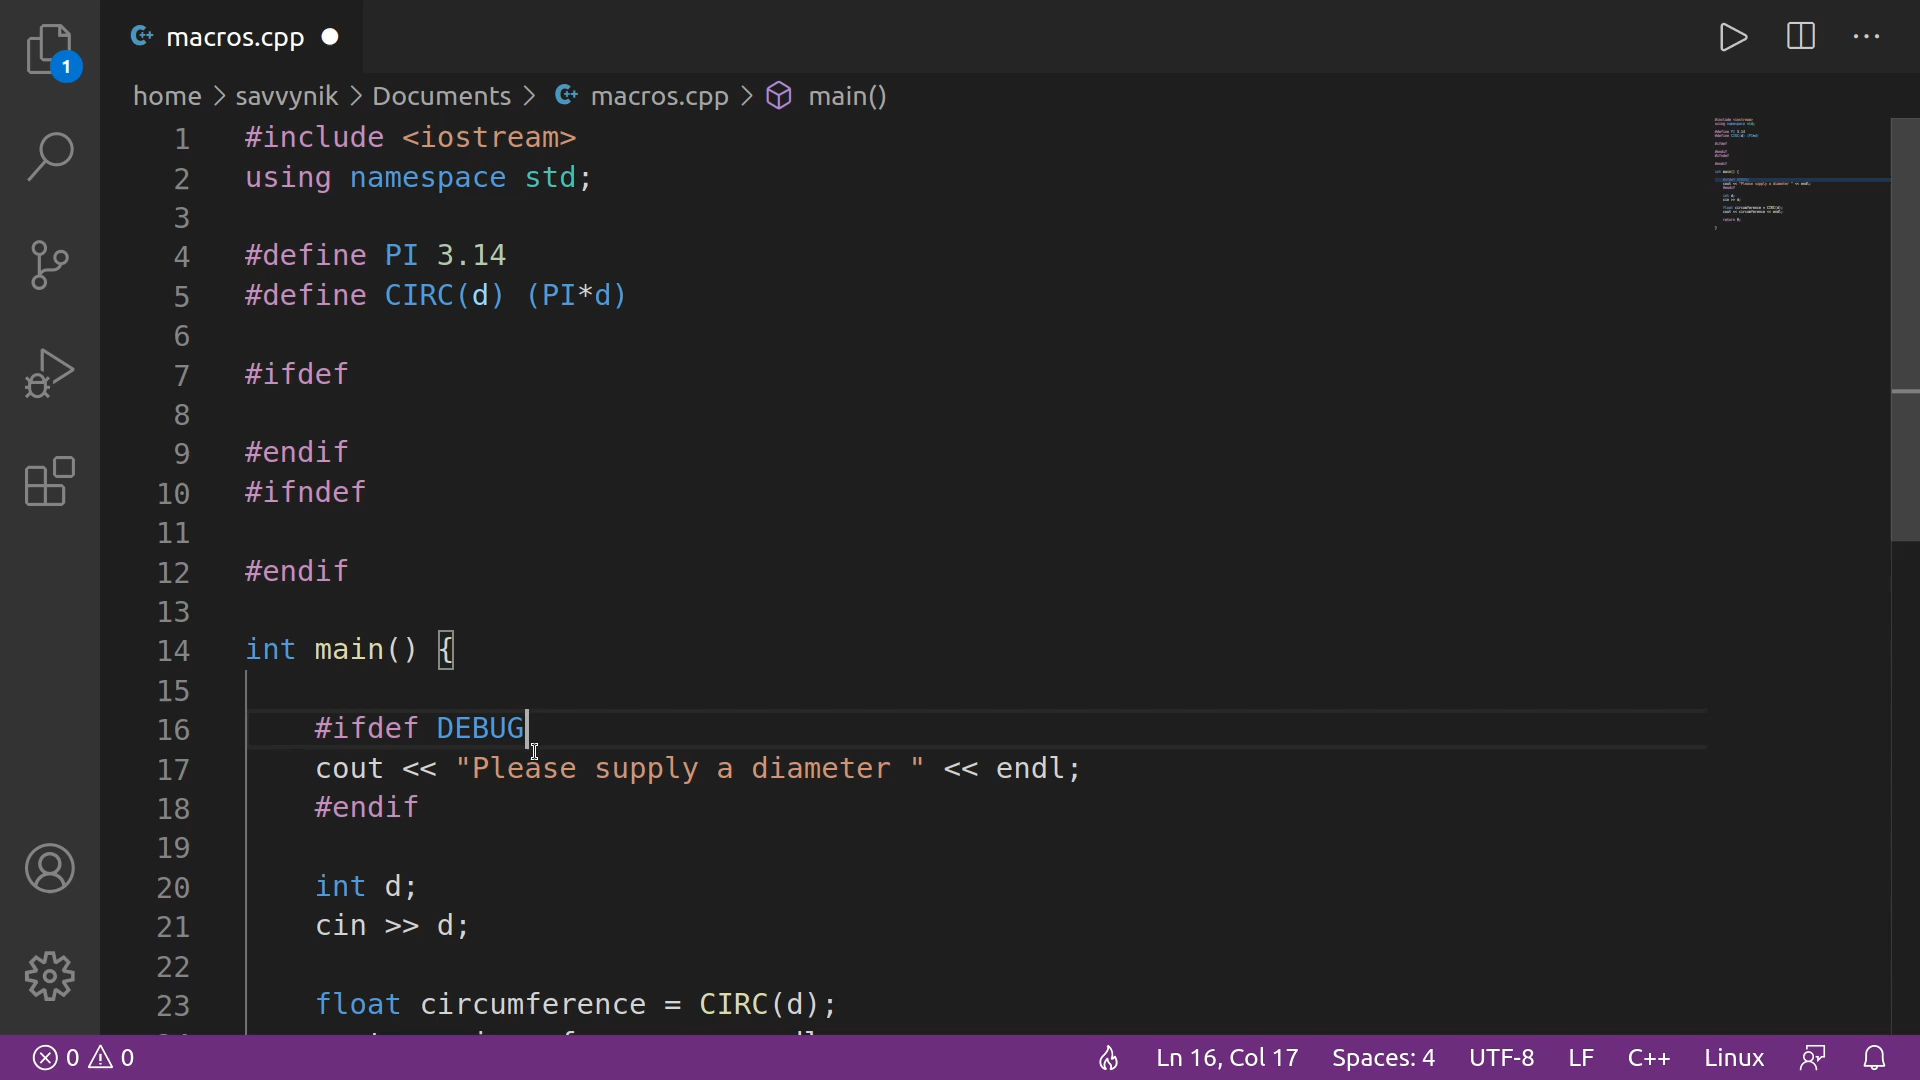 macros.cpp
1
home > savvynik > Documents > macros.cpp > main()
1 #include <iostream>
2 using namespace std;
3
4 #define PI 3.14
5 #define CIRC(d) (PI*d)
6
7 #ifdef
8
9 #endif
10 #ifndef
11
12 #endif
13
14 int main() {
15
16 #ifdef DEBUG
17 cout << "Please supply a diameter " << endl;
18 #endif
19
20 int d;
21 cin >> d;
22
23 float circumference = CIRC(d);
0 0 Ln 16, Col 17 Spaces: 4 UTF-8 LF C++ Linux